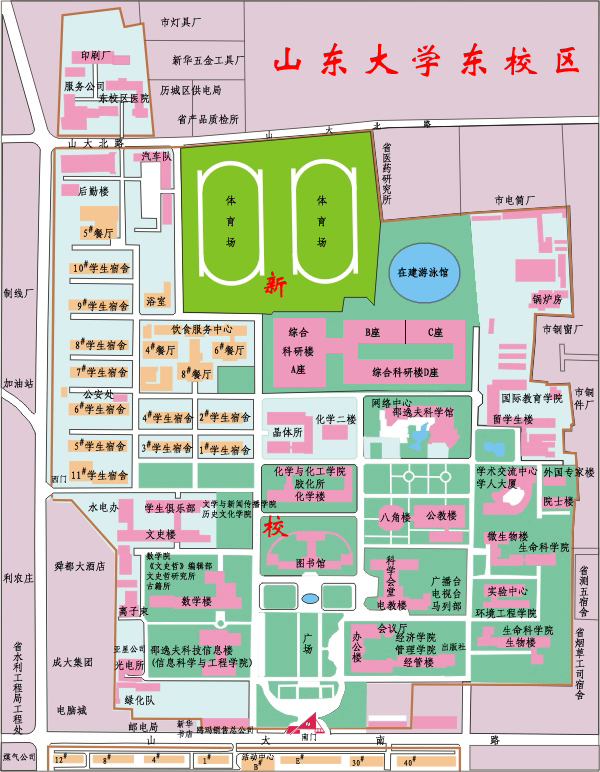 山东大学东校区
市灯具厂
印刷厂
新华五金工具厂
服务公司
历城区供电局
东校区医院
省产品质检所
山大北路
山大北路
汽车队
省医药研究所
后勤楼
体育场
体育场
市电筒厂
5#餐厅
在建游泳馆
10#学生宿舍
新
制线厂
浴室
锅炉房
9#学生宿舍
饮食服务中心
综合
科研楼
A座
B座
C座
市钢窗厂
8#学生宿舍
4#餐厅
6#餐厅
7#学生宿舍
8#餐厅
综合科研楼D座
加油站
公安处
国际教育学院
市钢件厂
6#学生宿舍
4#学生宿舍
2#学生宿舍
化学二楼
网络中心
邵逸夫科学馆
留学生楼
晶体所
5#学生宿舍
3#学生宿舍
1#学生宿舍
西门
11#学生宿舍
化学与化工学院
胶化所
化学楼
学术交流中心
学人大厦
外国专家楼
院士楼
水电办
学生俱乐部
文学与新闻传播学院
历史文化学院
校
八角楼
公教楼
文史楼
微生物楼
生命科学院
舜都大酒店
数学院
《文史哲》编辑部
文史哲研究所
古籍所
图书馆
科学会堂
利农庄
数学楼
广播台
电视台
马列部
电教楼
实验中心
省测五宿舍
离子束
环境工程学院
广场
会议厅
办公楼
经济学院
管理学院
经管楼
出版社
生命科学院
生物楼
亚星公司
邵逸夫科技信息楼
(信息科学与工程学院)
光电所
省水利工程局工程处
成大集团
省烟草工司宿舍
绿化队
电脑城
邮电局
新华书店
鸥玛销售总公司
南门
山大南路
煤气公司
12#
8#
4#
1#
活动中心
B#
E#
30#
40#